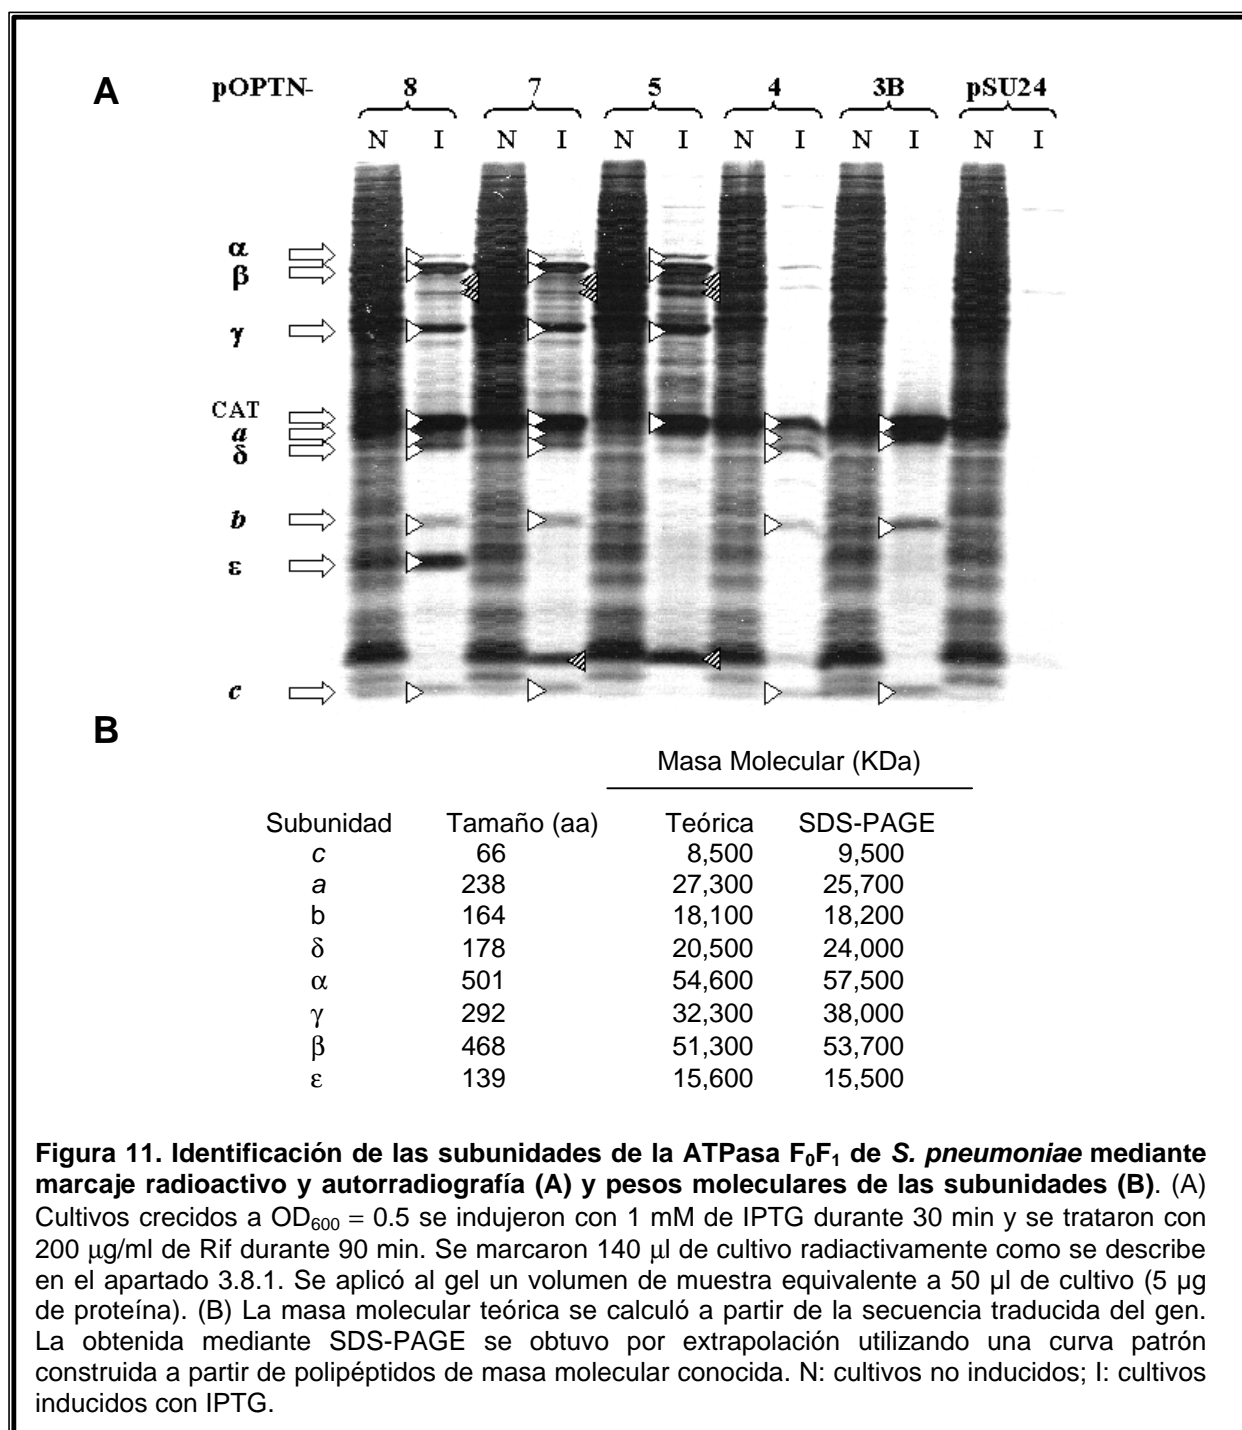 A
pOPTN- 8 7 5 4 3B pSU24
N I N I N I N I N I N I
α
β
γ
CAT
a
δ
b
ε
c
B
Masa Molecular (KDa)
Subunidad Tamaño (aa) Teórica SDS-PAGE
c 66 8,500 9,500
a 238 27,300 25,700
b 164 18,100 18,200
δ 178 20,500 24,000
α 501 54,600 57,500
γ 292 32,300 38,000
β 468 51,300 53,700
ε 139 15,600 15,500
Figura 11. Identificación de las subunidades de la ATPasa F₀F₁ de S. pneumoniae mediante
marcaje radioactivo y autorradiografía (A) y pesos moleculares de las subunidades (B). (A)
Cultivos crecidos a OD₆₀₀ = 0.5 se indujeron con 1 mM de IPTG durante 30 min y se trataron con
200 μg/ml de Rif durante 90 min. Se marcaron 140 μl de cultivo radiactivamente como se describe
en el apartado 3.8.1. Se aplicó al gel un volumen de muestra equivalente a 50 µl de cultivo (5 µg
de proteína). (B) La masa molecular teórica se calculó a partir de la secuencia traducida del gen.
La obtenida mediante SDS-PAGE se obtuvo por extrapolación utilizando una curva patrón
construida a partir de polipéptidos de masa molecular conocida. N: cultivos no inducidos; I: cultivos
inducidos con IPTG.